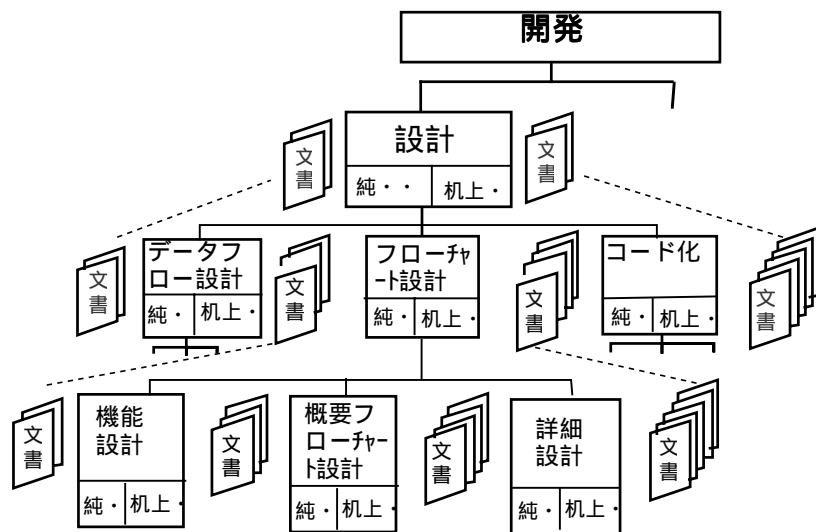 開発
設計
純・・
机上・
文書
文書
データフ
ロー設計
純・
机上・
フローチャ
ート設計
純・
机上・
コード化
純・
机上・
文書
文書
文書
文書
機能
設計
純・
机上・
概要フ
ローチャー
ト設計
純・
机上・
詳細
設計
純・
机上・
文書
文書
文書
文書